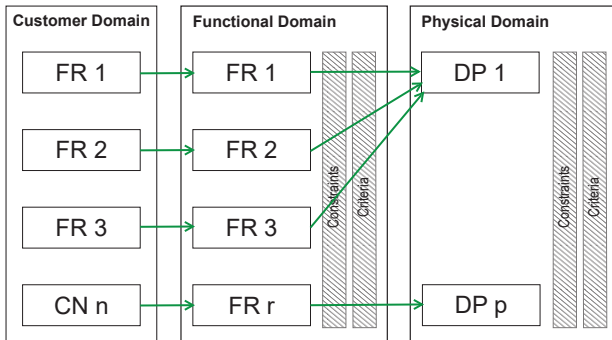 Customer Domain
FR 1
FR 2
FR 3
CN n
Functional Domain
FR 1
FR 2
FR 3
FR r
Constraints
Criteria
Physical Domain
DP 1
DP p
Constraints
Criteria